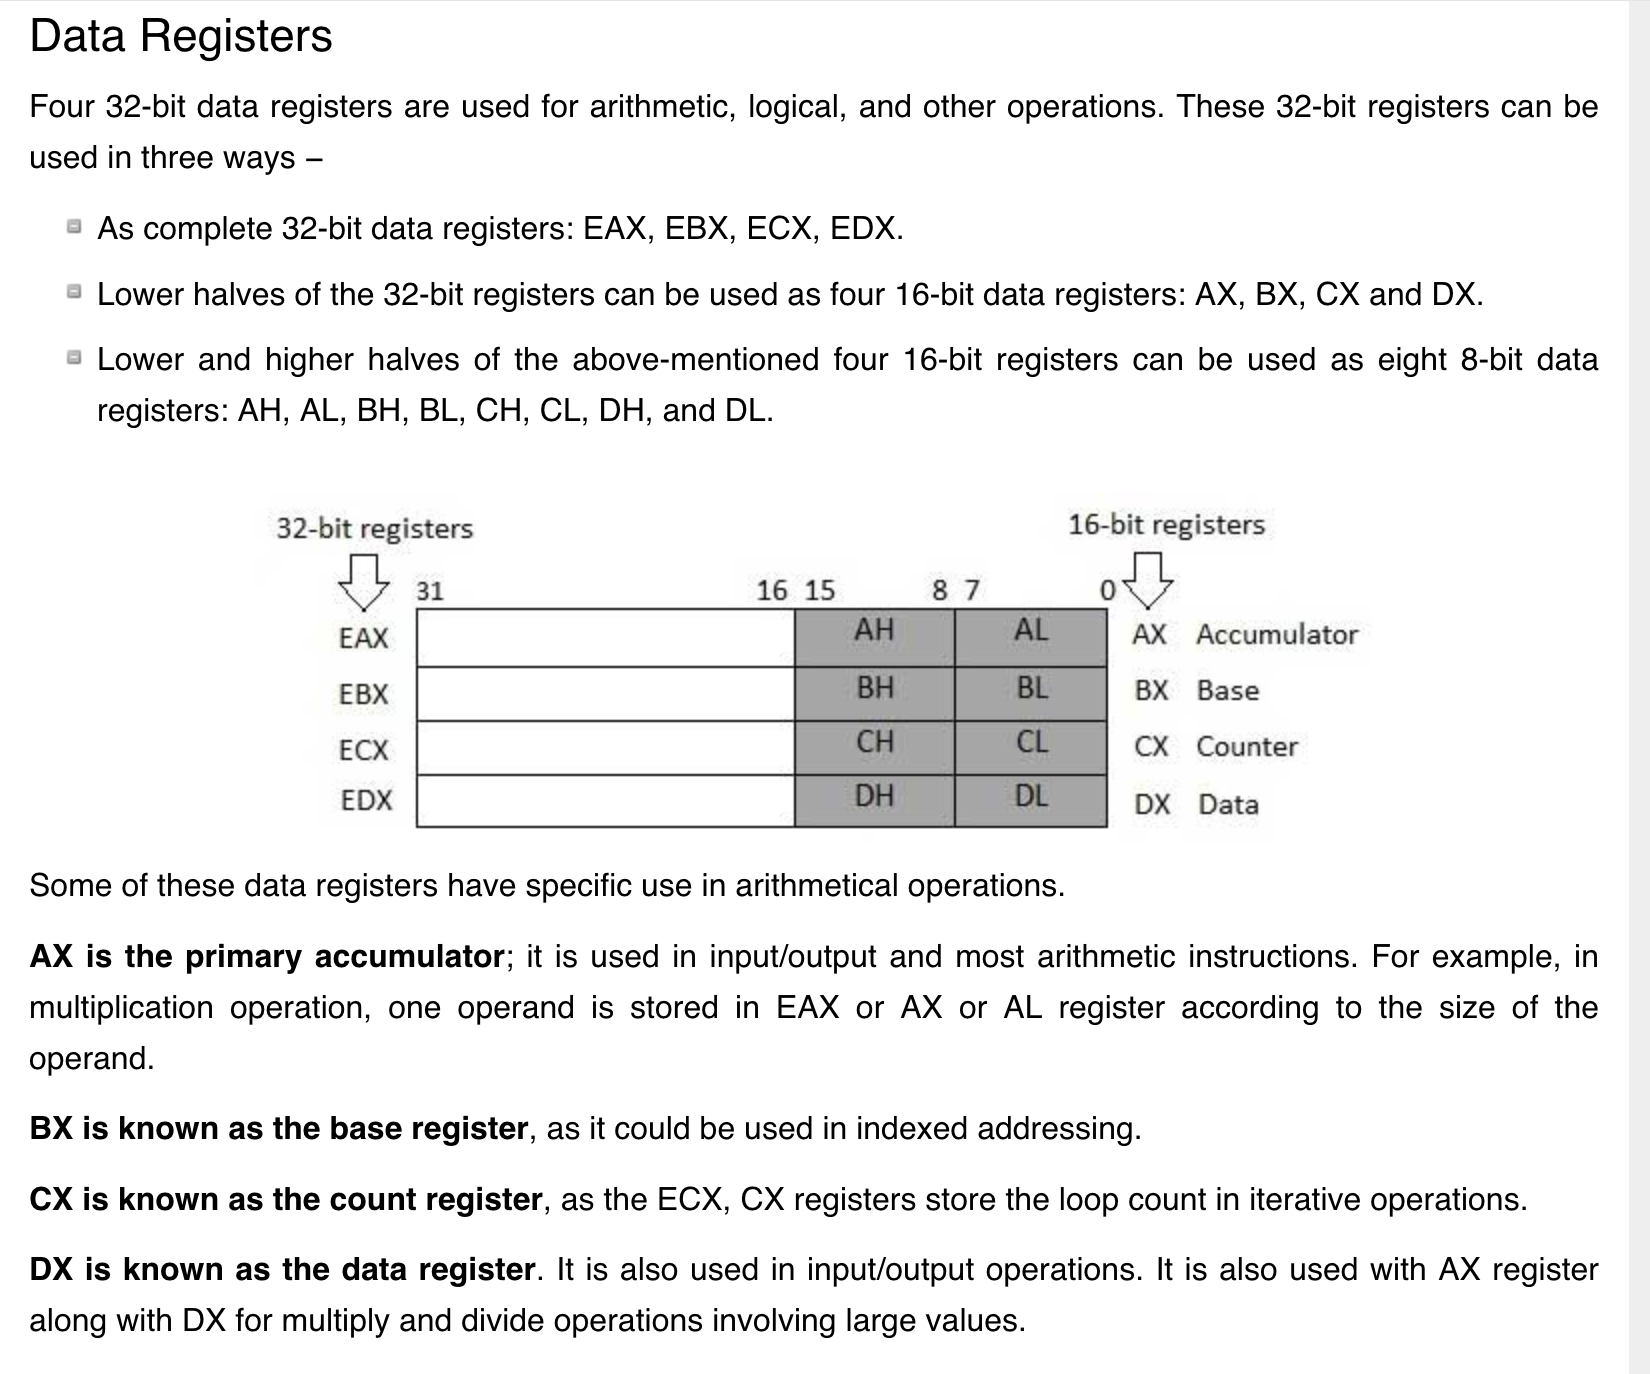 Data Registers
Four 32-bit data registers are used for arithmetic, logical, and other operations. These 32-bit registers can be
used in three ways –
As complete 32-bit data registers: EAX, EBX, ECX, EDX.
Lower halves of the 32-bit registers can be used as four 16-bit data registers: AX, BX, CX and DX.
Lower and higher halves of the above-mentioned four 16-bit registers can be used as eight 8-bit data
registers: AH, AL, BH, BL, CH, CL, DH, and DL.
32-bit registers 16-bit registers
31 16 15 8 7 0
EAX AH AL AX Accumulator
EBX BH BL BX Base
ECX CH CL CX Counter
EDX DH DL DX Data
Some of these data registers have specific use in arithmetical operations.
AX is the primary accumulator; it is used in input/output and most arithmetic instructions. For example, in
multiplication operation, one operand is stored in EAX or AX or AL register according to the size of the
operand.
BX is known as the base register, as it could be used in indexed addressing.
CX is known as the count register, as the ECX, CX registers store the loop count in iterative operations.
DX is known as the data register. It is also used in input/output operations. It is also used with AX register
along with DX for multiply and divide operations involving large values.